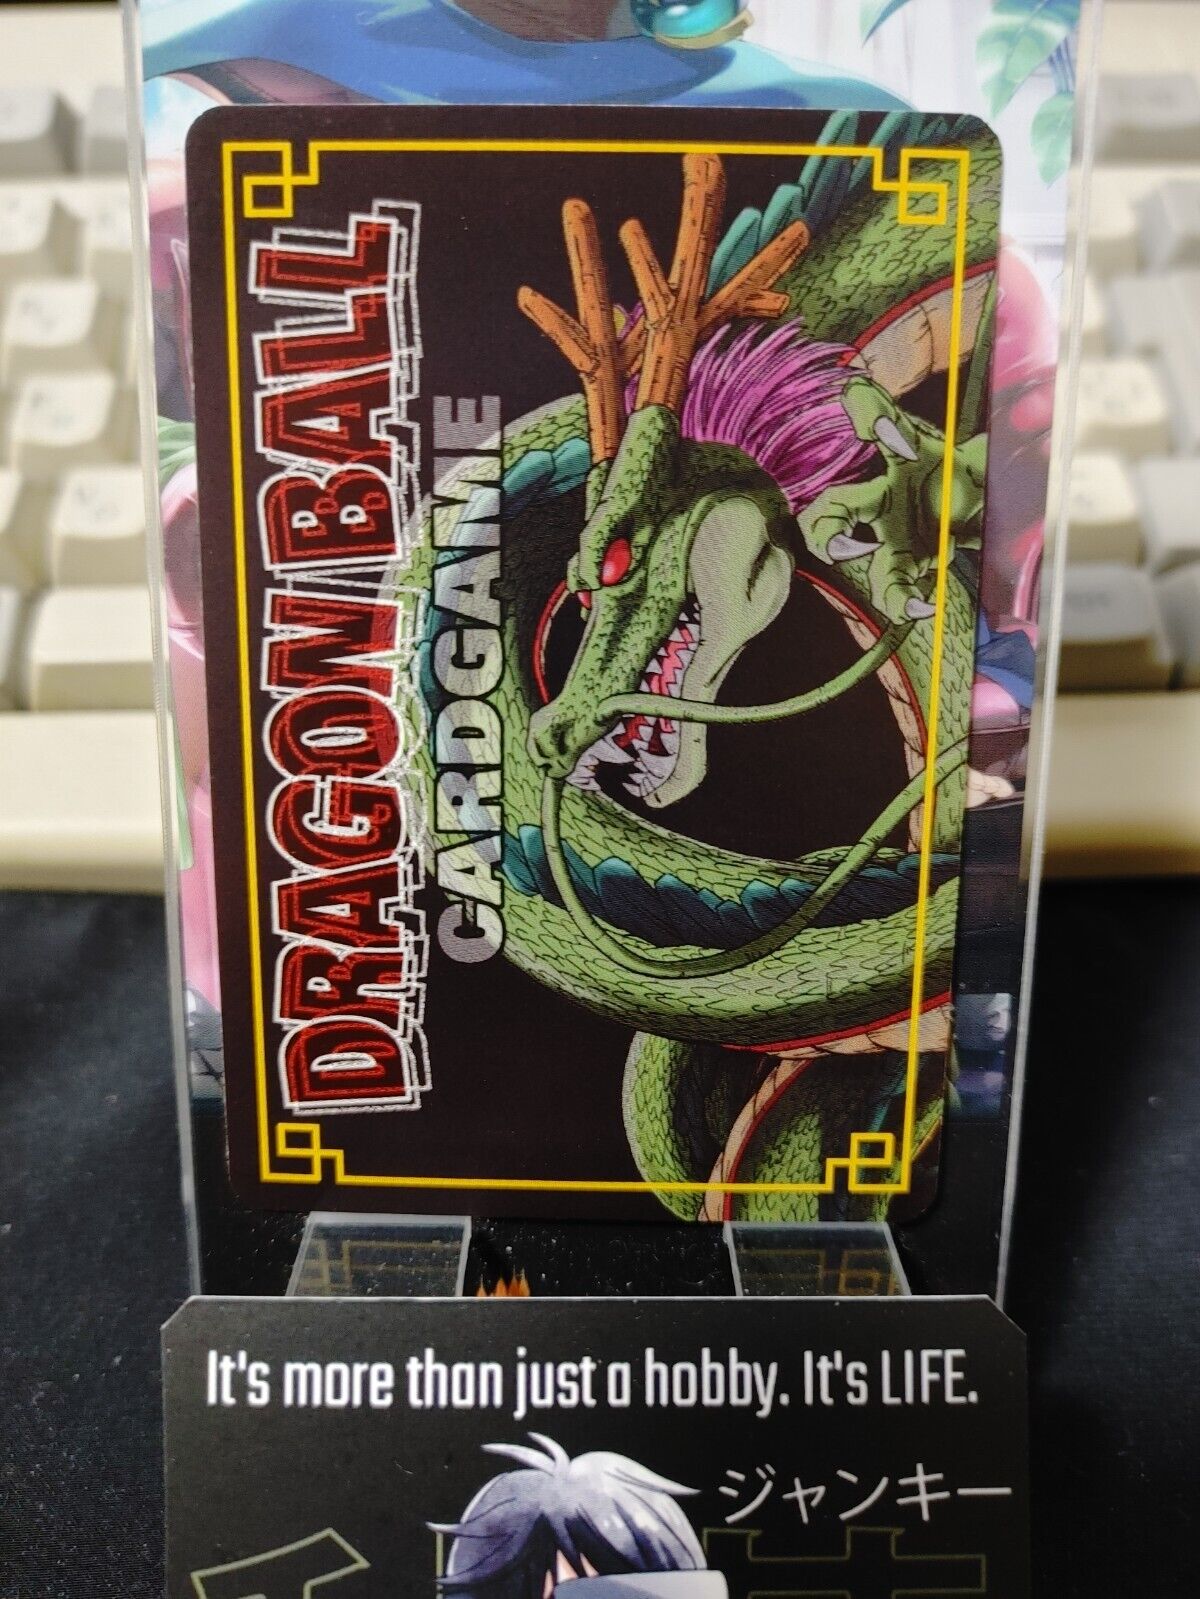 DRAGON BALL
CARDGAME
It's more than just a hobby. It's LIFE.
ジャンキー